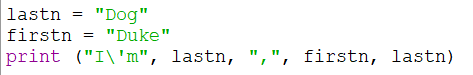 lastn = "Dog"
firstn = "Duke"
print ("I\'m", lastn, ",", firstn, lastn)